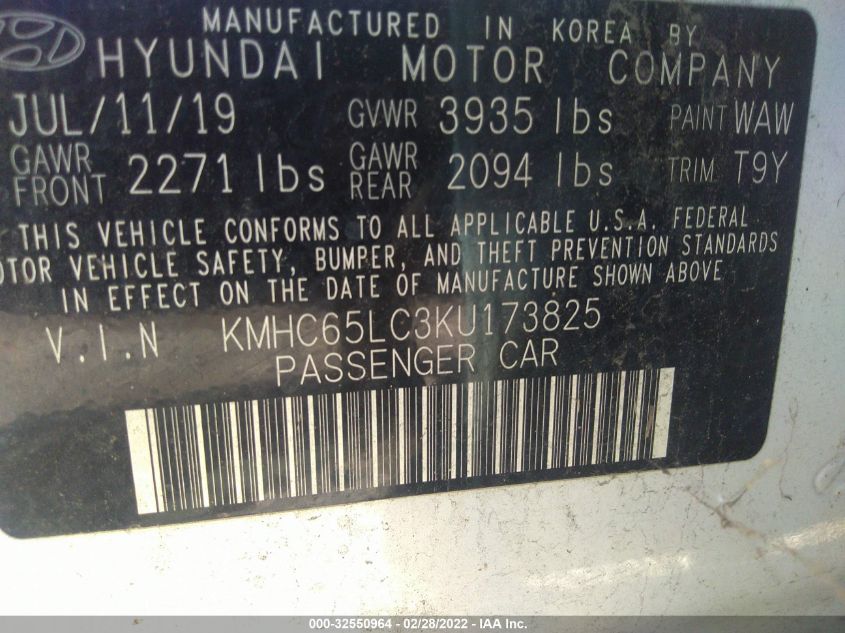 MANUFACTURED IN KOREA BY
HYUNDAI MOTOR COMPANY
JUL/11/19 GVWR 3935 lbs PAINT WAW
GAWR FRONT 2271 lbs GAWR REAR 2094 lbs TRIM T9Y
THIS VEHICLE CONFORMS TO ALL APPLICABLE U.S.A. FEDERAL
OTOR VEHICLE SAFETY, BUMPER, AND THEFT PREVENTION STANDARDS
IN EFFECT ON THE DATE OF MANUFACTURE SHOWN ABOVE
V.I.N KMHC65LC3KU173825
PASSENGER CAR
000-32550964 - 02/28/2022 - IAA Inc.